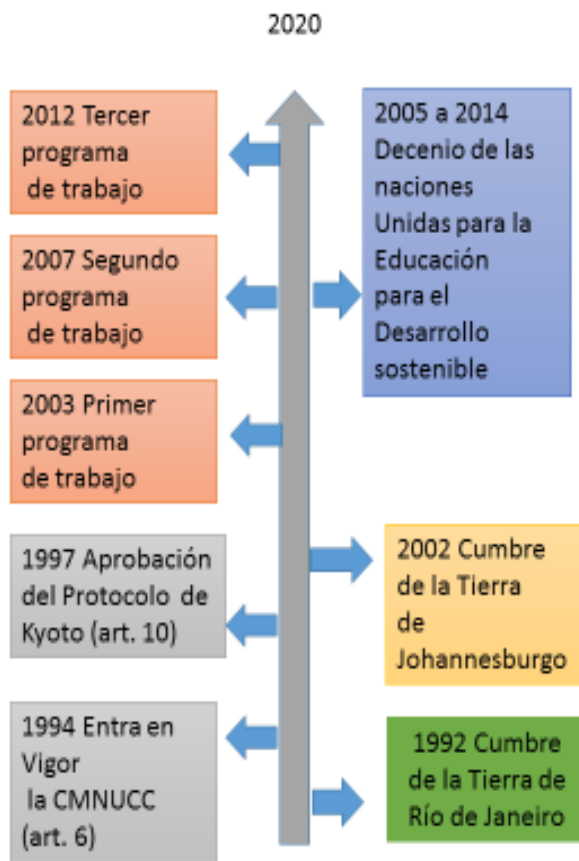 2020
2012 Tercer
programa
de trabajo
2007 Segundo
programa
de trabajo
2003 Primer
programa
de trabajo
1997 Aprobación
del Protocolo de
Kyoto (art. 10)
1994 Entra en
Vigor
la CMNUCC
(art. 6)
2005 a 2014
Decenio de las
naciones
Unidas para la
Educación
para el
Desarrollo
sostenible
2002 Cumbre
de la Tierra
de
Johannesburgo
1992 Cumbre
de la Tierra de
Río de Janeiro